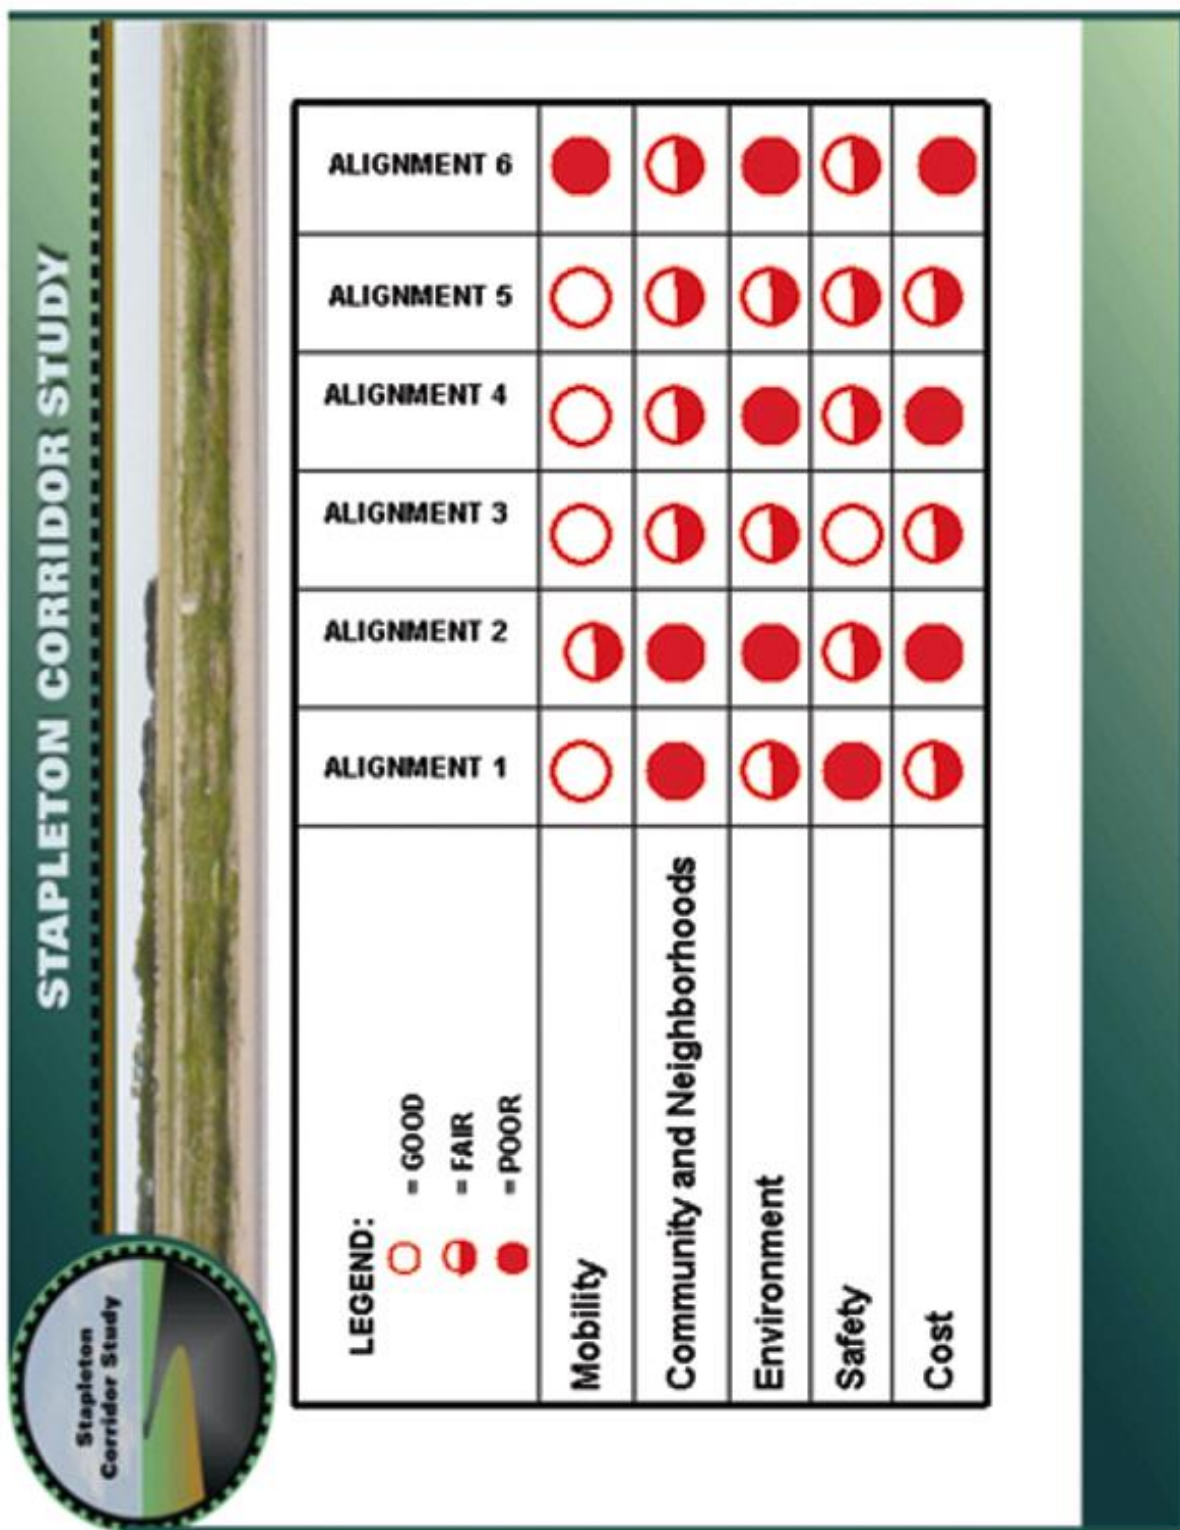 STAPLETON CORRIDOR STUDY
Stapleton
Corridor Study
LEGEND:
= GOOD
= FAIR
= POOR
ALIGNMENT 1
ALIGNMENT 2
ALIGNMENT 3
ALIGNMENT 4
ALIGNMENT 5
ALIGNMENT 6
Mobility
Community and Neighborhoods
Environment
Safety
Cost